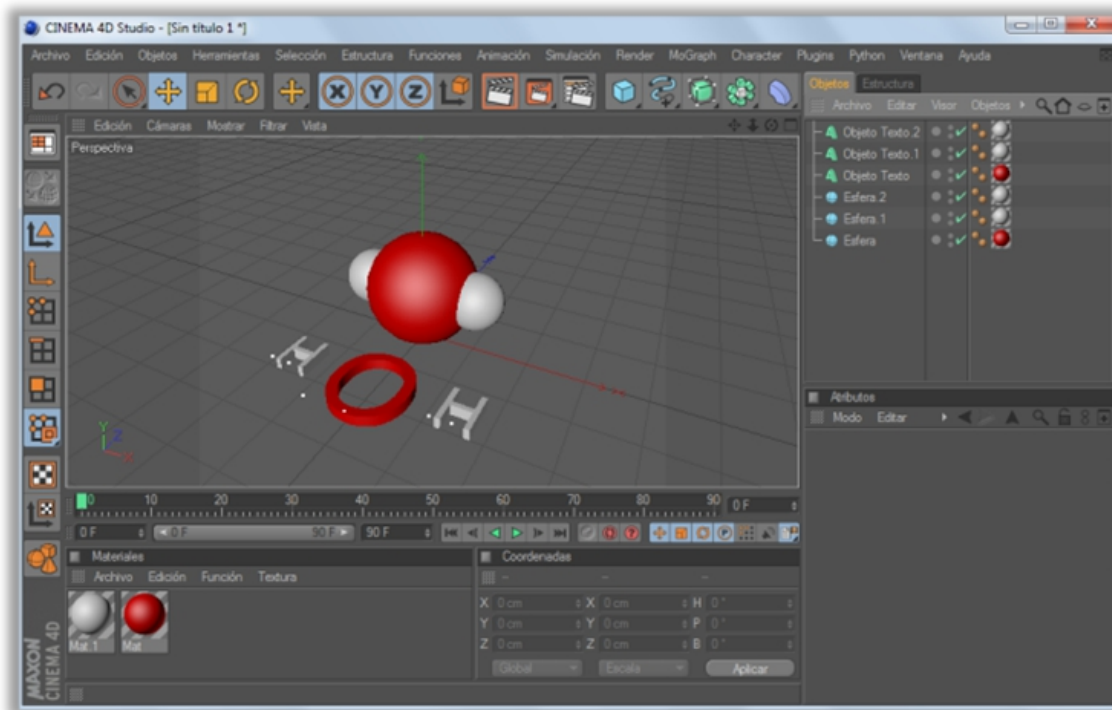 CINEMA 4D Studio - [Sin título 1 *]
Archivo Edición Objetos Herramientas Selección Estructura Funciones Animación Simulación Render MoGraph Character Plugins Python Ventana Ayuda
X Y Z
Objetos Estructura
Archivo Editar Visor Objetos
Edición Cámaras Mostrar Filtrar Vista
Perspectiva
Objeto Texto.2
Objeto Texto.1
Objeto Texto
Esfera.2
Esfera.1
Esfera
H O H
Y Z X
Atributos
Modo Editar
0 10 20 30 40 50 60 70 80 90 0 F
0 F 0 F 90 F 90 F
Materiales
Archivo Edición Función Textura
Mat.1 Mat
Coordenadas
X 0 cm X 0 cm H 0 °
Y 0 cm Y 0 cm P 0 °
Z 0 cm Z 0 cm B 0 °
Global Escala Aplicar
MAXON
CINEMA 4D